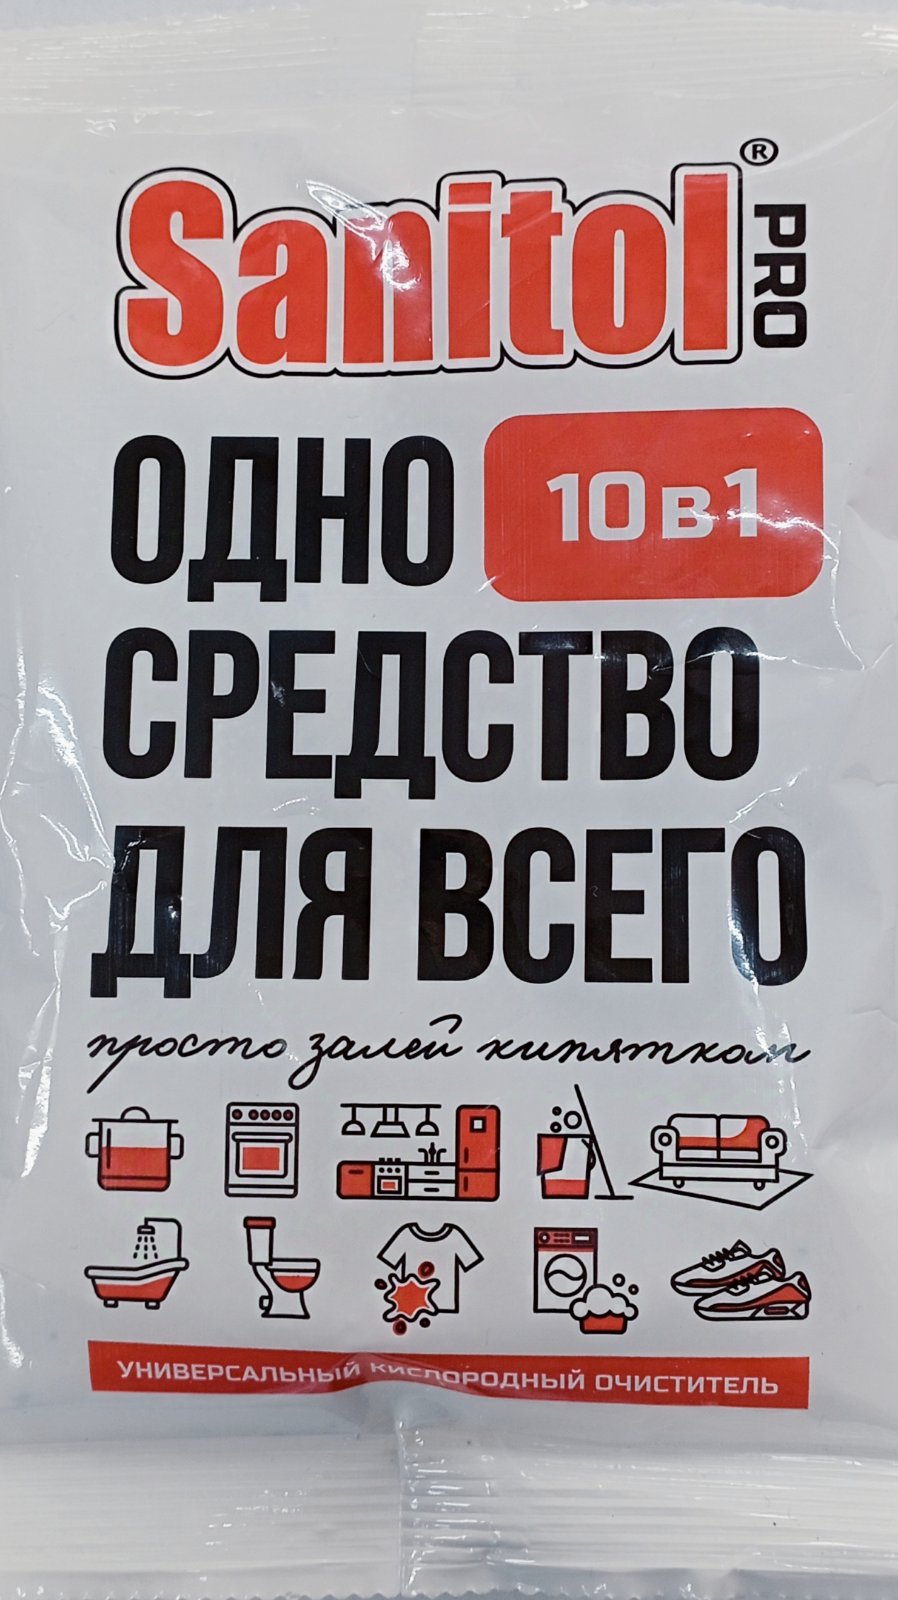 Sanitol®
PRO
ОДНО
10 в 1
СРЕДСТВО
ДЛЯ ВСЕГО
просто залей кипятком
УНИВЕРСАЛЬНЫЙ КИСЛОРОДНЫЙ ОЧИСТИТЕЛЬ